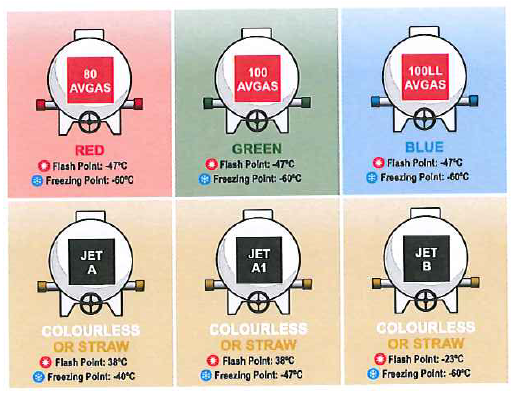 80
AVGAS
RED
Flash Point: -47°C
Freezing Point: -60°C
100
AVGAS
GREEN
Flash Point: -47°C
Freezing Point: -60°C
100LL
AVGAS
BLUE
Flash Point: -47°C
Freezing Point: -60°C
JET
A
COLOURLESS
OR STRAW
Flash Point: 38°C
Freezing Point: -40°C
JET
A1
COLOURLESS
OR STRAW
Flash Point: 38°C
Freezing Point: -47°C
JET
B
COLOURLESS
OR STRAW
Flash Point: -23°C
Freezing Point: -60°C